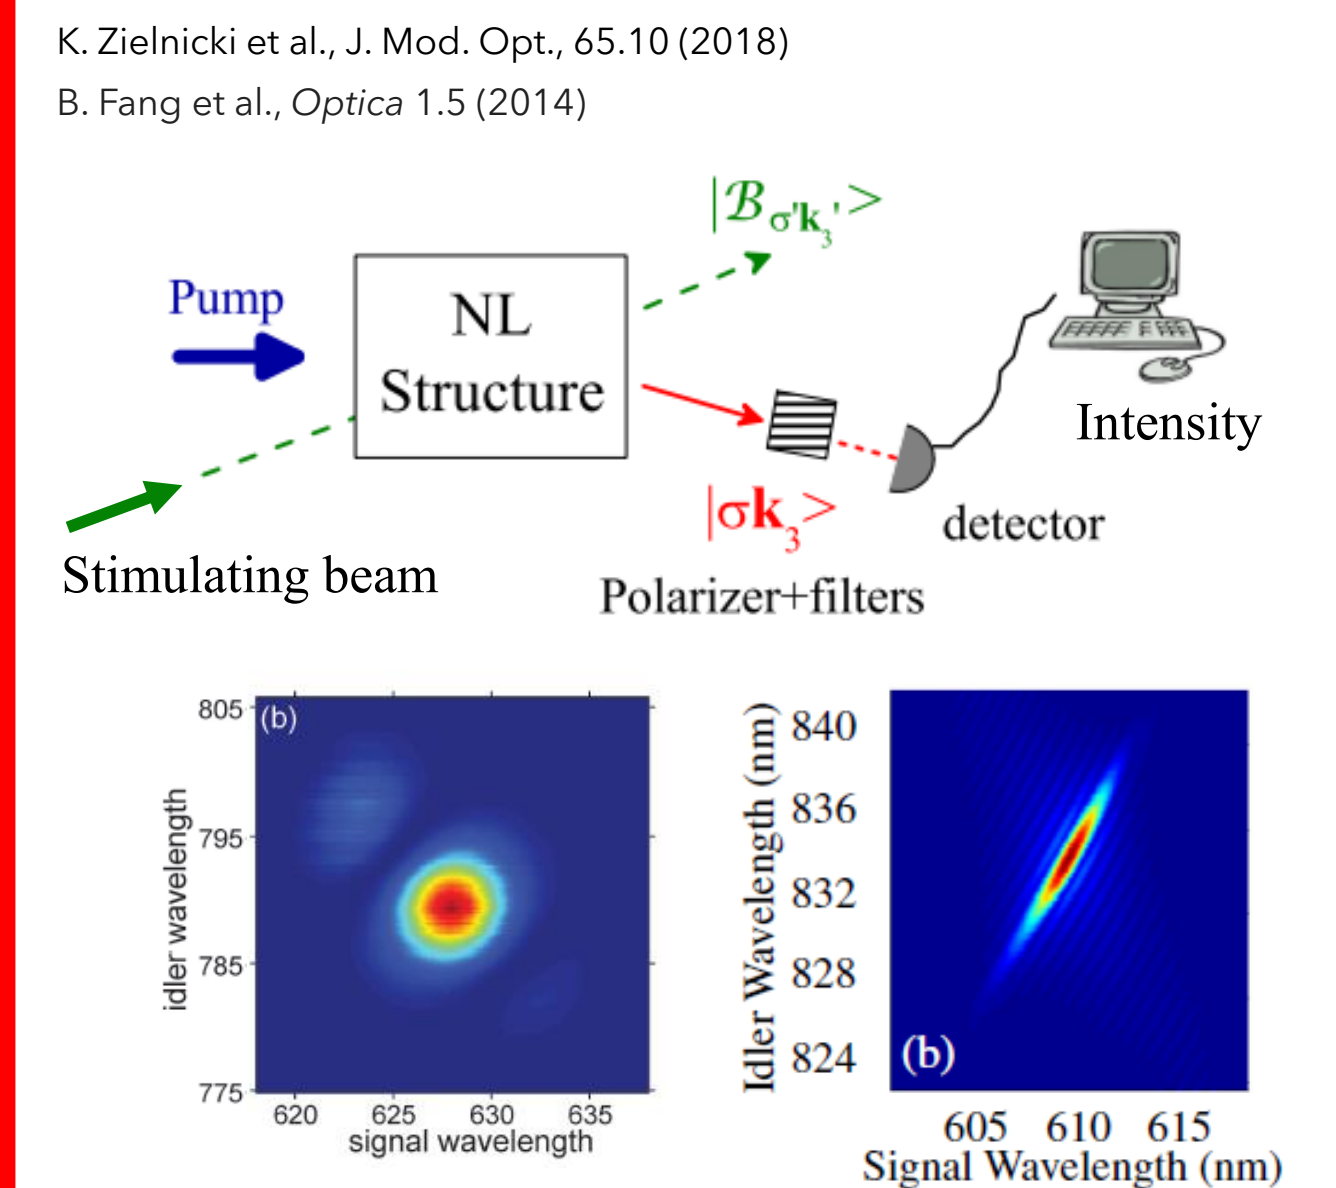 K. Zielnicki et al., J. Mod. Opt., 65.10 (2018)
B. Fang et al., Optica 1.5 (2014)
|ℬσ'k₃'>
Pump
NL
Structure
Intensity
|σk₃>
detector
Stimulating beam
Polarizer+filters
(b)
805
795
785
775
idler wavelength
620 625 630 635
signal wavelength
840
836
832
828
824
Idler Wavelength (nm)
(b)
605 610 615
Signal Wavelength (nm)